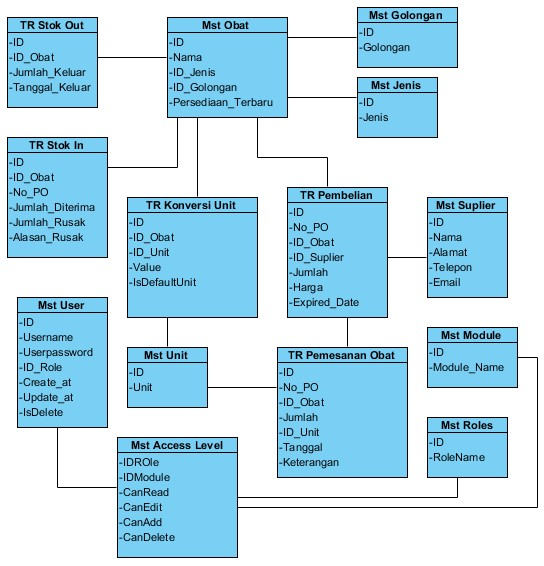 TR Stok Out
-ID
-ID_Obat
-Jumlah_Keluar
-Tanggal_Keluar
Mst Obat
-ID
-Nama
-ID_Jenis
-ID_Golongan
-Persediaan_Terbaru
Mst Golongan
-ID
-Golongan
Mst Jenis
-ID
-Jenis
TR Stok In
-ID
-ID_Obat
-No_PO
-Jumlah_Diterima
-Jumlah_Rusak
-Alasan_Rusak
TR Konversi Unit
-ID
-ID_Obat
-ID_Unit
-Value
-IsDefaultUnit
TR Pembelian
-ID
-No_PO
-ID_Obat
-ID_Suplier
-Jumlah
-Harga
-Expired_Date
Mst Suplier
-ID
-Nama
-Alamat
-Telepon
-Email
Mst User
-ID
-Username
-Userpassword
-ID_Role
-Create_at
-Update_at
-IsDelete
Mst Unit
-ID
-Unit
TR Pemesanan Obat
-ID
-No_PO
-ID_Obat
-Jumlah
-ID_Unit
-Tanggal
-Keterangan
Mst Module
-ID
-Module_Name
Mst Roles
-ID
-RoleName
Mst Access Level
-IDROle
-IDModule
-CanRead
-CanEdit
-CanAdd
-CanDelete